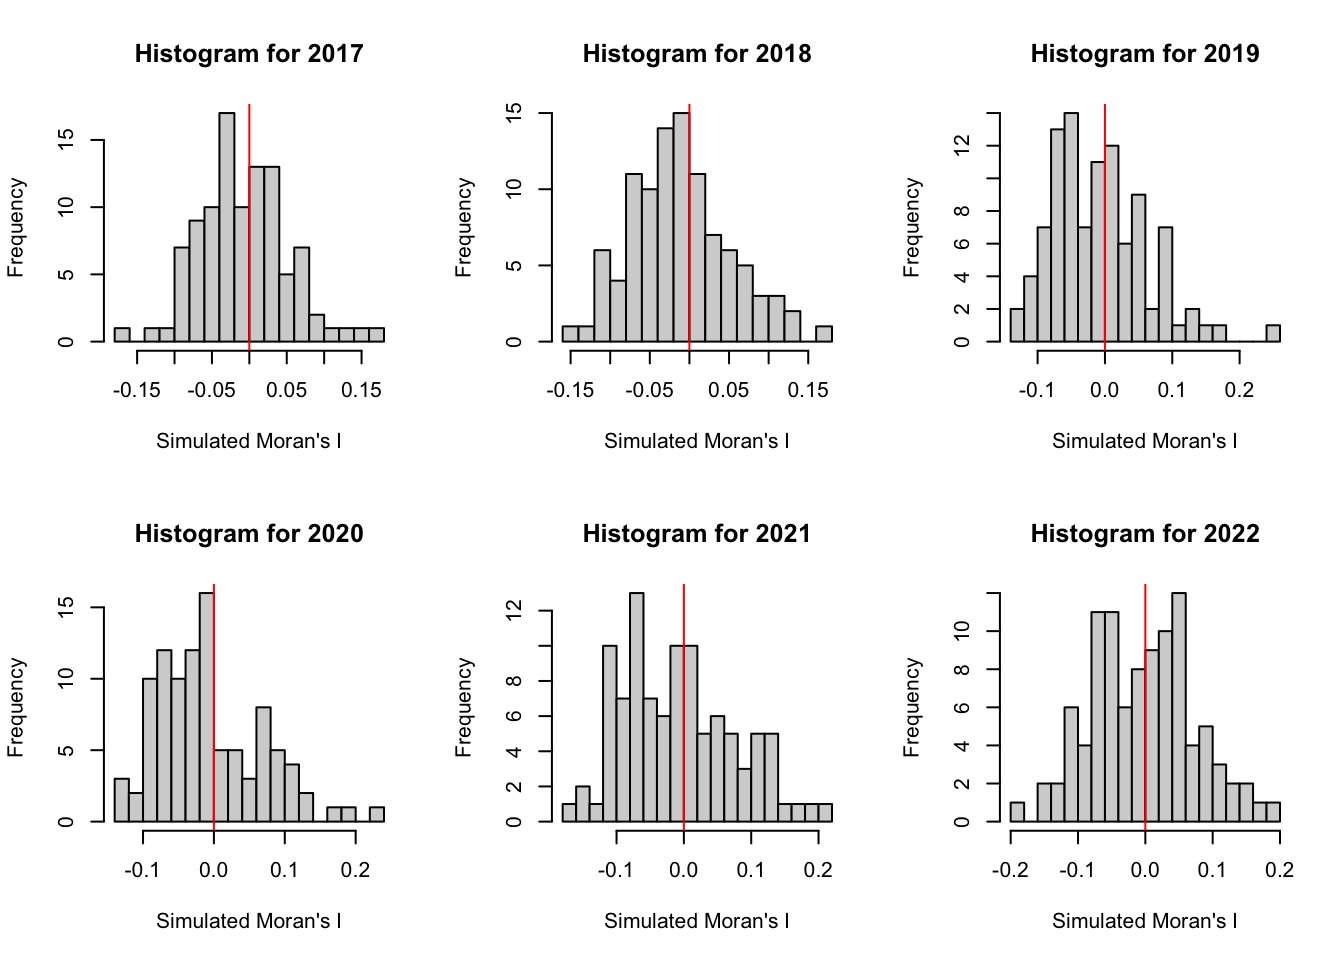 Histogram for 2017
Frequency
0 5 10 15
-0.15 -0.05 0.05 0.15
Simulated Moran's I
Histogram for 2018
Frequency
0 5 10 15
-0.15 -0.05 0.05 0.15
Simulated Moran's I
Histogram for 2019
Frequency
0 2 4 6 8 12
-0.1 0.0 0.1 0.2
Simulated Moran's I
Histogram for 2020
Frequency
0 5 10 15
-0.1 0.0 0.1 0.2
Simulated Moran's I
Histogram for 2021
Frequency
0 2 4 6 8 12
-0.1 0.0 0.1 0.2
Simulated Moran's I
Histogram for 2022
Frequency
0 2 4 6 8 10
-0.2 -0.1 0.0 0.1 0.2
Simulated Moran's I